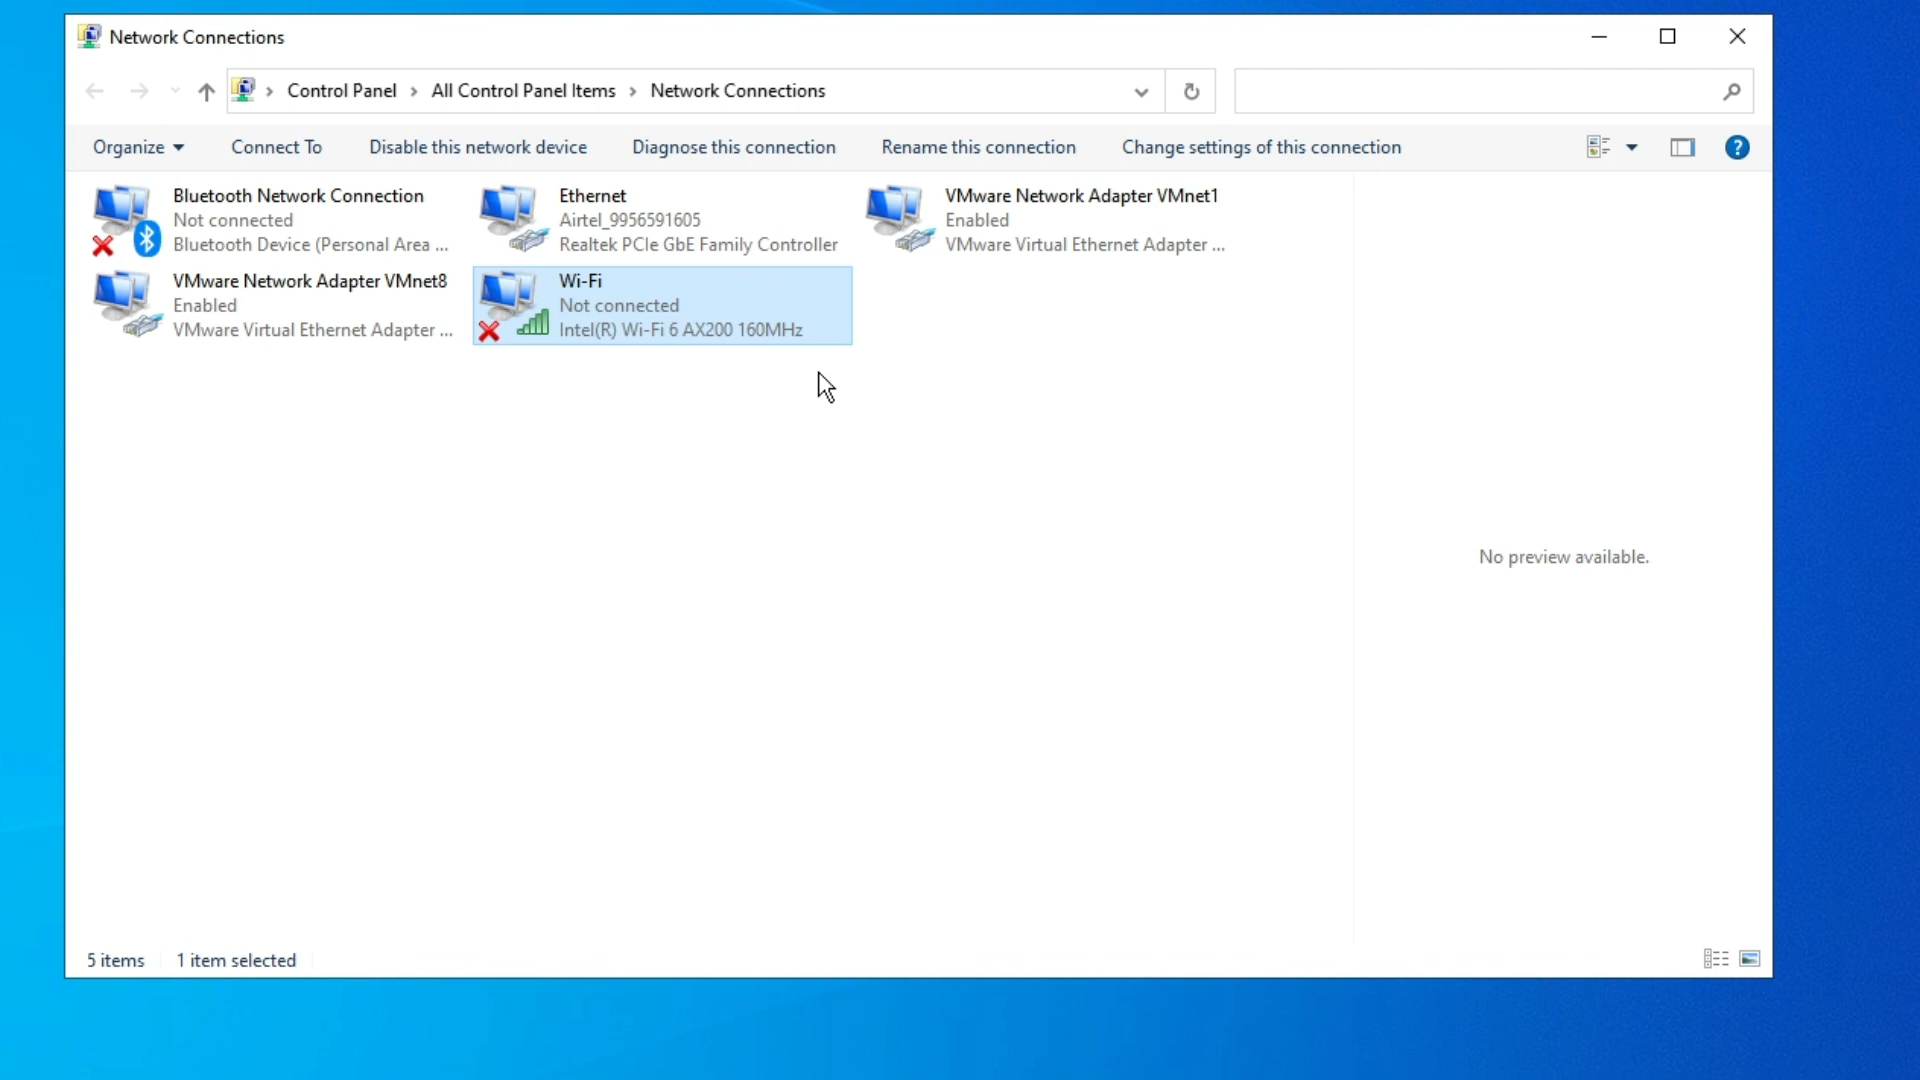 Network Connections
Control Panel › All Control Panel Items › Network Connections
Organize Connect To Disable this network device Diagnose this connection Rename this connection Change settings of this connection ?
Bluetooth Network Connection
Not connected
Bluetooth Device (Personal Area ...
Ethernet
Airtel_9956591605
Realtek PCIe GbE Family Controller
VMware Network Adapter VMnet1
Enabled
VMware Virtual Ethernet Adapter ...
VMware Network Adapter VMnet8
Enabled
VMware Virtual Ethernet Adapter ...
Wi-Fi
Not connected
Intel(R) Wi-Fi 6 AX200 160MHz
No preview available.
5 items 1 item selected